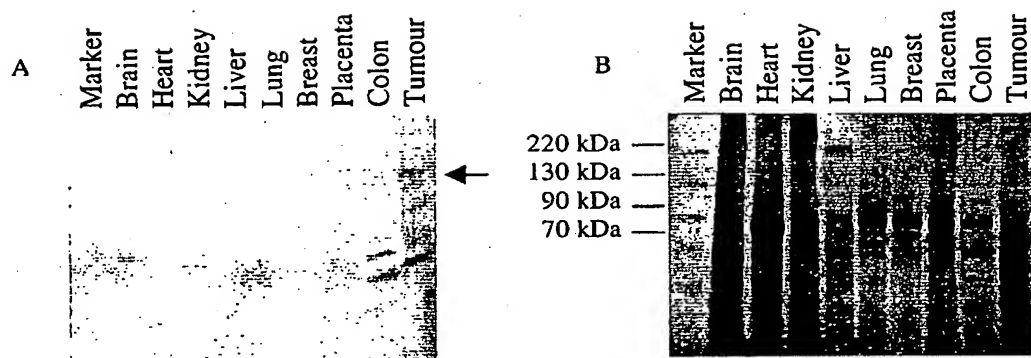 A
Marker
Brain
Heart
Kidney
Liver
Lung
Breast
Placenta
Colon
Tumour
B
Marker
Brain
Heart
Kidney
Liver
Lung
Breast
Placenta
Colon
Tumour
220 kDa
130 kDa
90 kDa
70 kDa